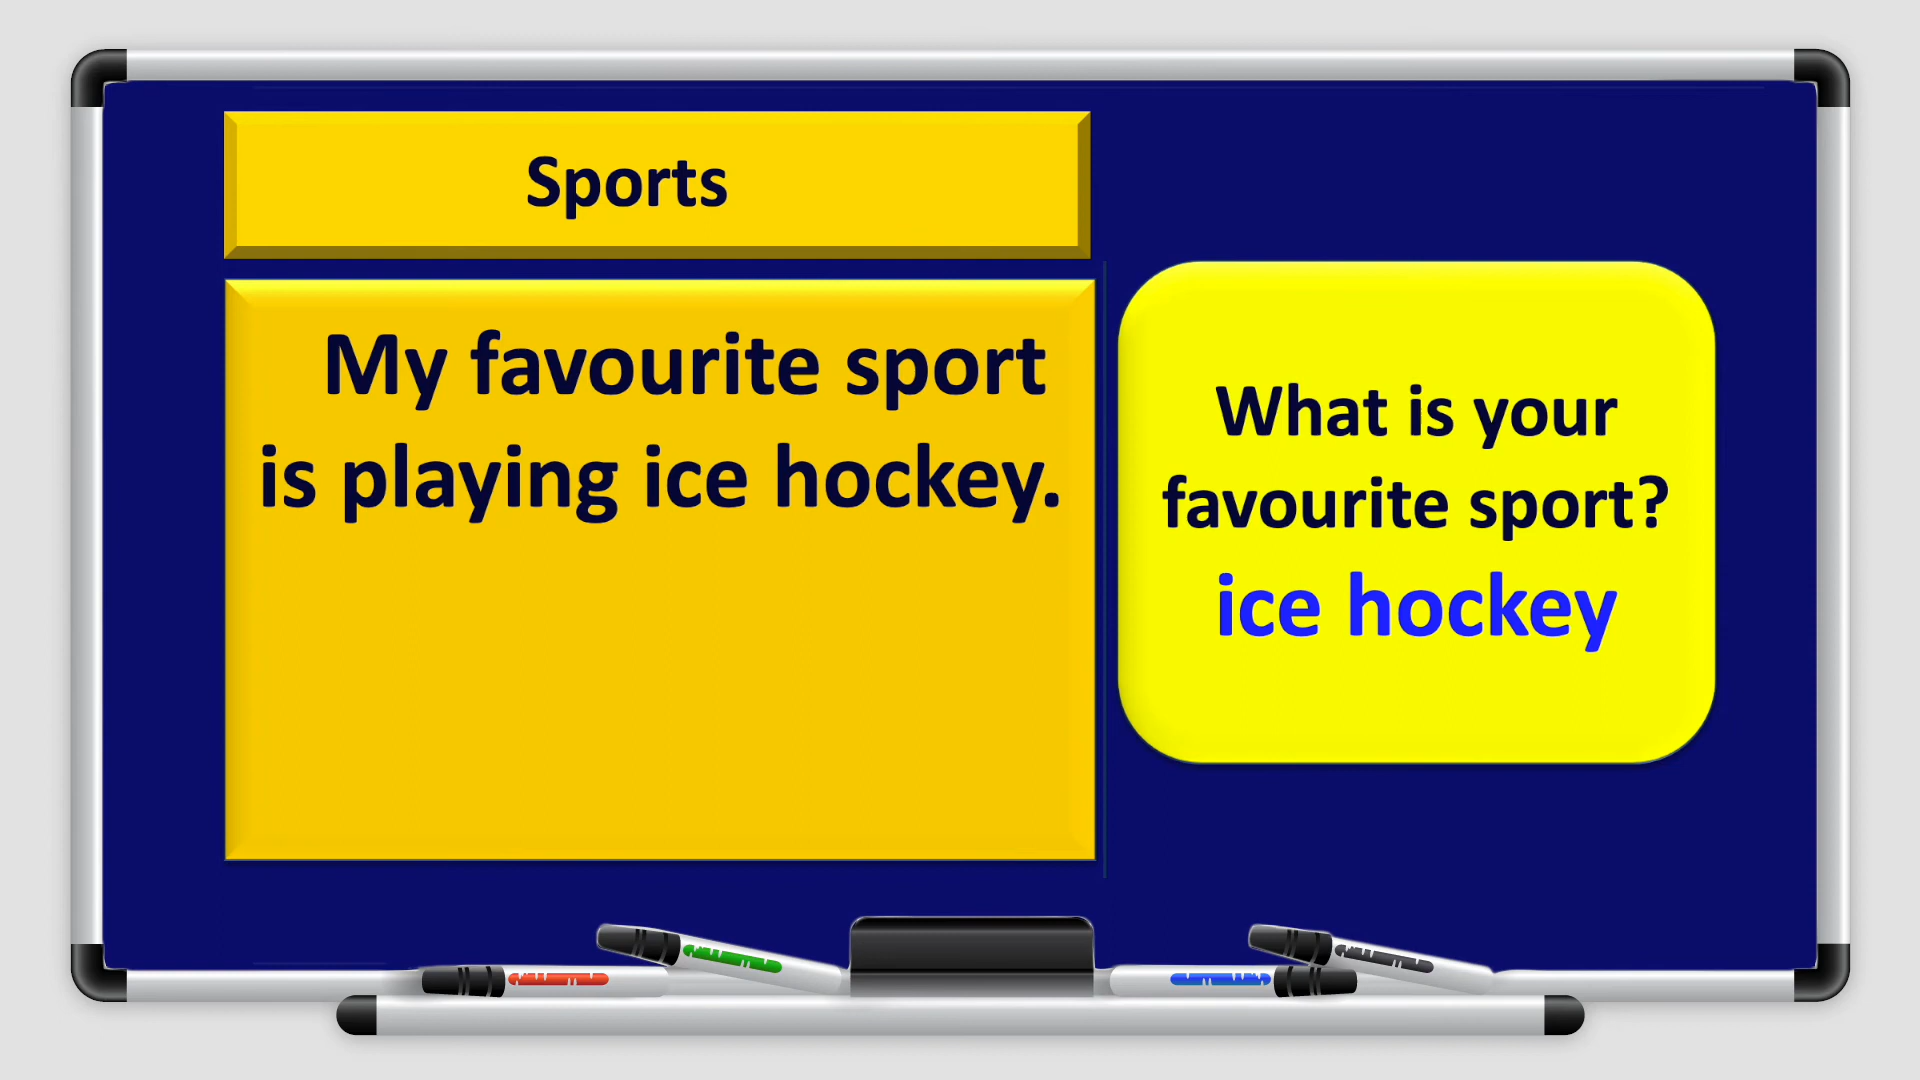 Sports
My favourite sport
is playing ice hockey.
What is your
favourite sport?
ice hockey